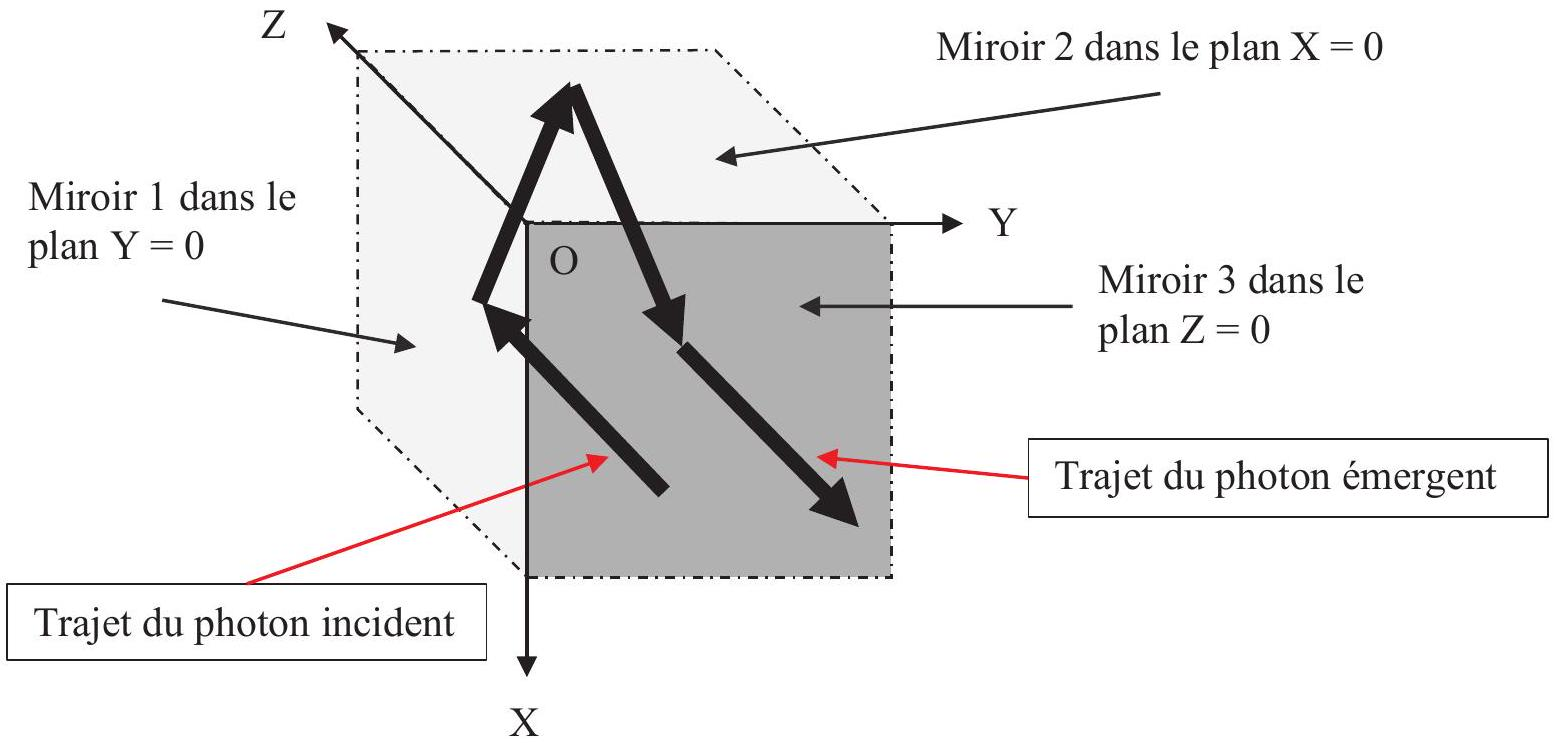 Z
Miroir 2 dans le plan X = 0
Miroir 1 dans le
plan Y = 0
Y
O
Miroir 3 dans le
plan Z = 0
Trajet du photon émergent
Trajet du photon incident
X